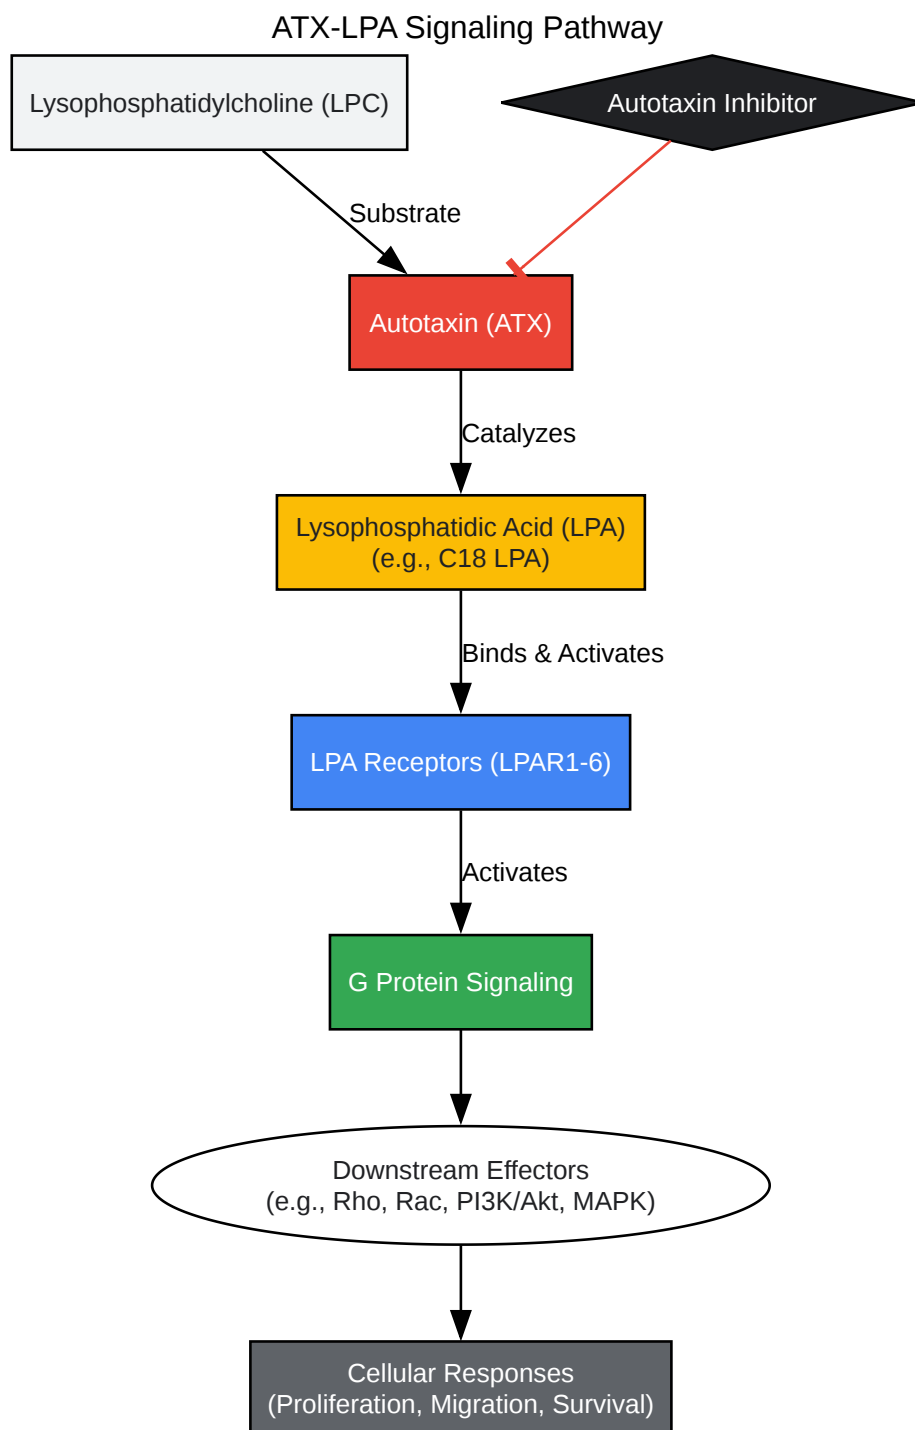 ATX-LPA Signaling Pathway
Lysophosphatidylcholine (LPC)
Autotaxin Inhibitor
Substrate
Autotaxin (ATX)
Catalyzes
Lysophosphatidic Acid (LPA)
(e.g., C18 LPA)
Binds & Activates
LPA Receptors (LPAR1-6)
Activates
G Protein Signaling
Downstream Effectors
(e.g., Rho, Rac, PI3K/Akt, MAPK)
Cellular Responses
(Proliferation, Migration, Survival)